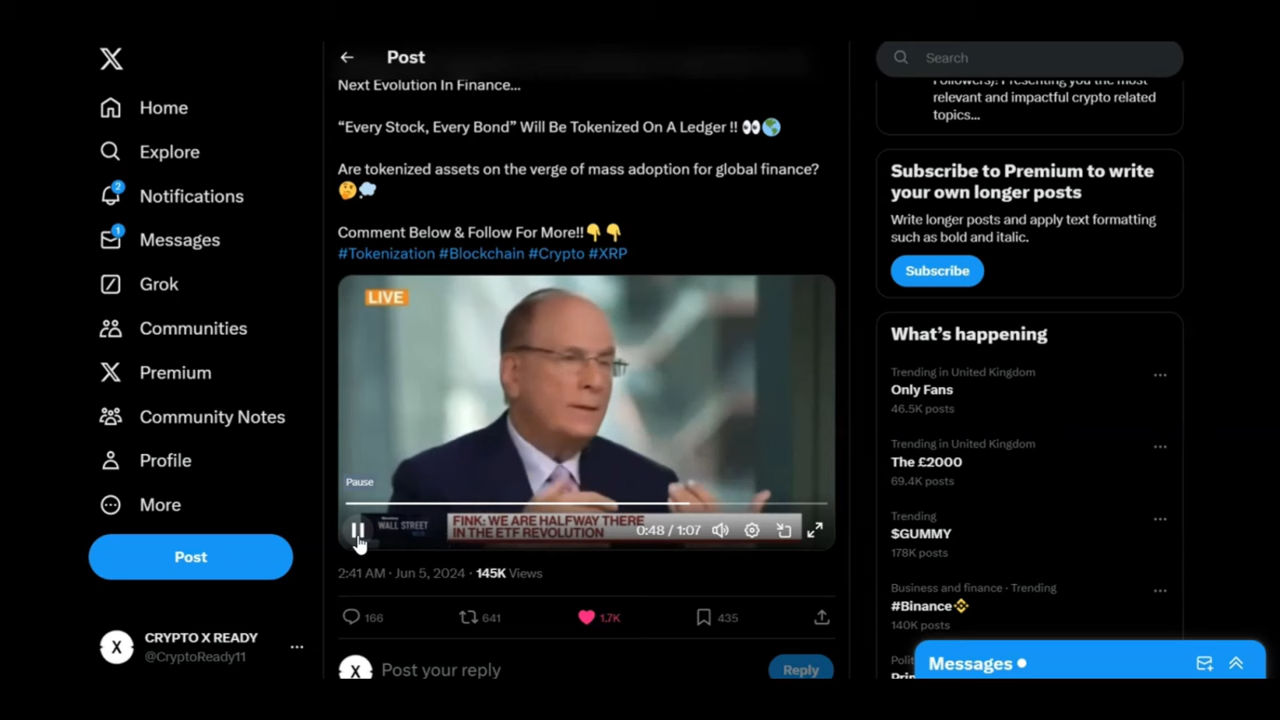 Home
Explore
2
Notifications
1
Messages
Grok
Communities
Premium
Community Notes
Profile
More
Post
CRYPTO X READY
@CryptoReady11
Post
Next Evolution In Finance...
“Every Stock, Every Bond” Will Be Tokenized On A Ledger !! 👀🌎
Are tokenized assets on the verge of mass adoption for global finance?
🤔💭
Comment Below & Follow For More!!👇👇
#Tokenization #Blockchain #Crypto #XRP
LIVE
Pause
WALL STREET
FINK: WE ARE HALFWAY THERE
IN THE ETF REVOLUTION
0:48 / 1:07
2:41 AM · Jun 5, 2024 · 145K Views
166
641
1.7K
435
Post your reply
Reply
Search
Followers)! Presenting you the most
relevant and impactful crypto related
topics...
Subscribe to Premium to write
your own longer posts
Write longer posts and apply text formatting
such as bold and italic.
Subscribe
What’s happening
Trending in United Kingdom
Only Fans
46.5K posts
Trending in United Kingdom
The £2000
69.4K posts
Trending
$GUMMY
178K posts
Business and finance · Trending
#Binance
140K posts
Messages